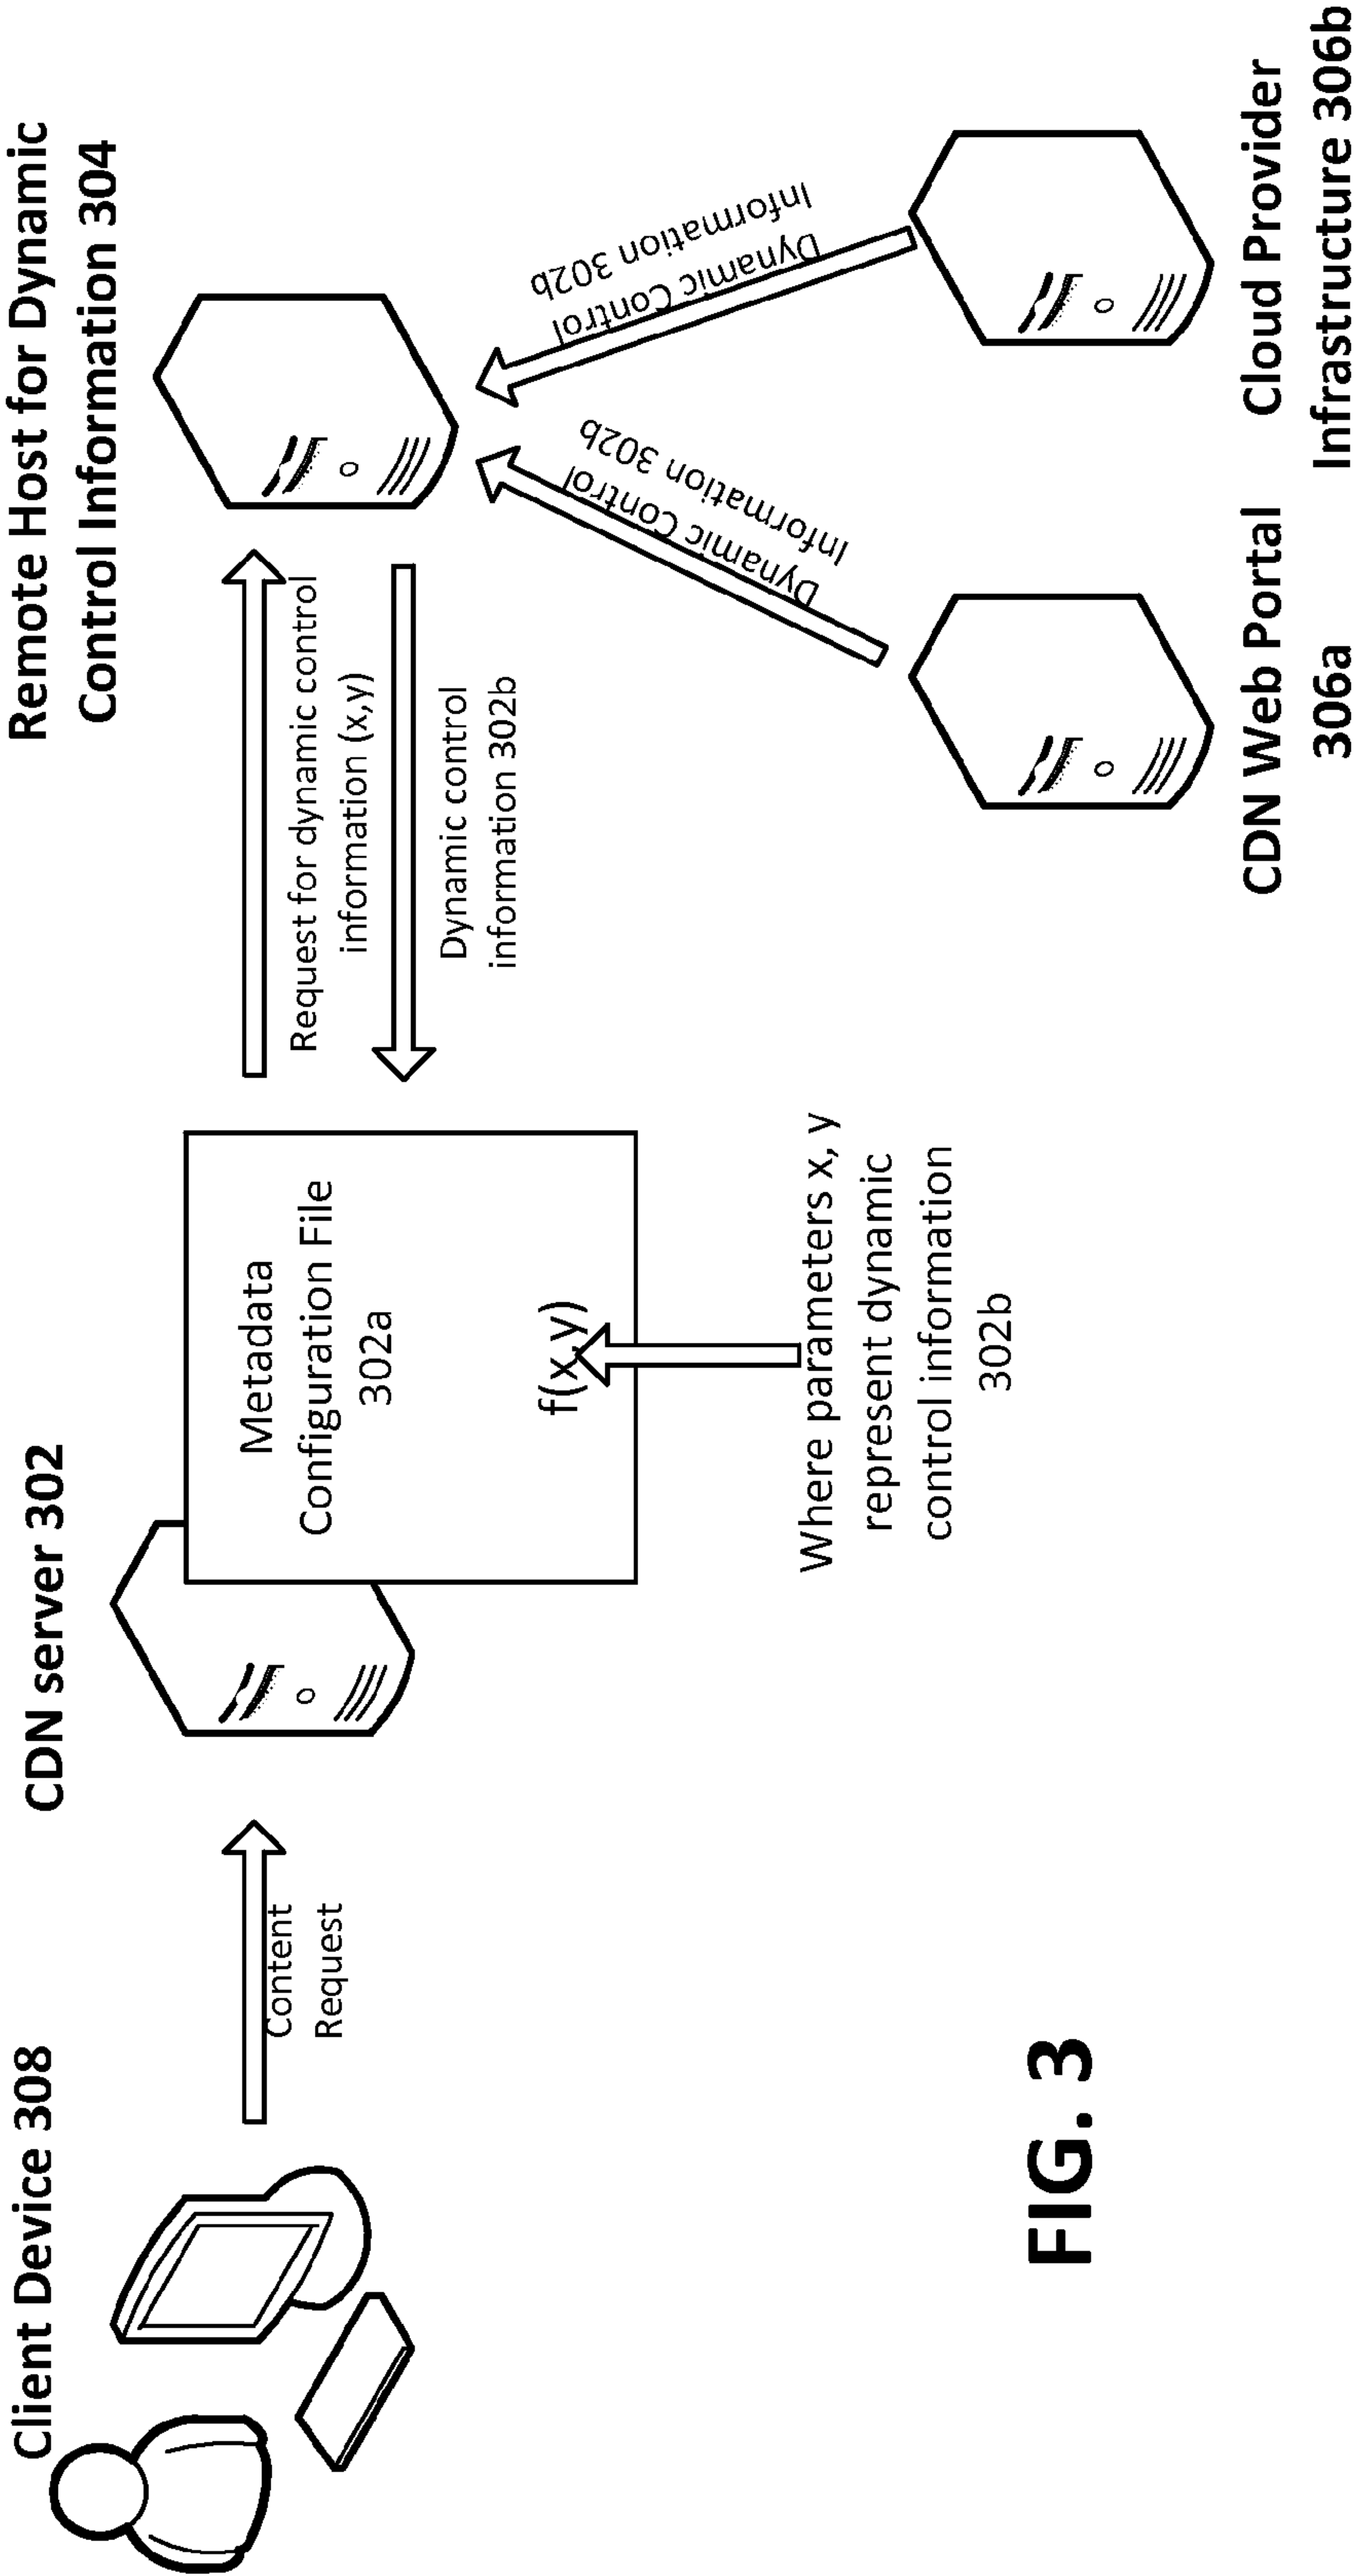 Client Device 308
CDN server 302
Remote Host for Dynamic
Control Information 304
Content
Request
Metadata
Configuration File
302a
f(x,y)
Where parameters x, y
represent dynamic
control information
302b
Request for dynamic control
information (x,y)
Dynamic control
information 302b
Dynamic Control
Information 302b
Dynamic Control
Information 302b
CDN Web Portal
306a
Cloud Provider
Infrastructure 306b
FIG. 3